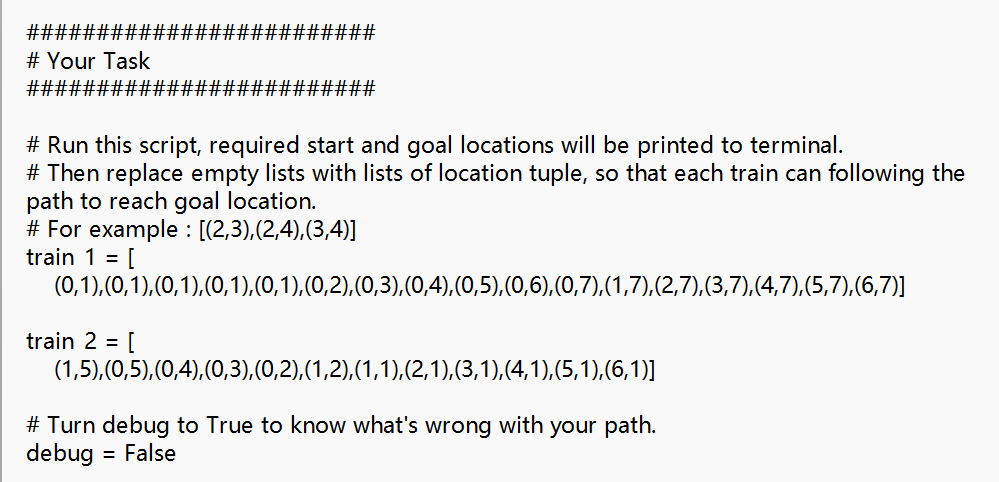 #########################
# Your Task
#########################
# Run this script, required start and goal locations will be printed to terminal.
# Then replace empty lists with lists of location tuple, so that each train can following the
path to reach goal location.
# For example : [(2,3),(2,4),(3,4)]
train 1 = [
(0,1),(0,1),(0,1),(0,1),(0,1),(0,2),(0,3),(0,4),(0,5),(0,6),(0,7),(1,7),(2,7),(3,7),(4,7),(5,7),(6,7)]
train 2 = [
(1,5),(0,5),(0,4),(0,3),(0,2),(1,2),(1,1),(2,1),(3,1),(4,1),(5,1),(6,1)]
# Turn debug to True to know what's wrong with your path.
debug = False